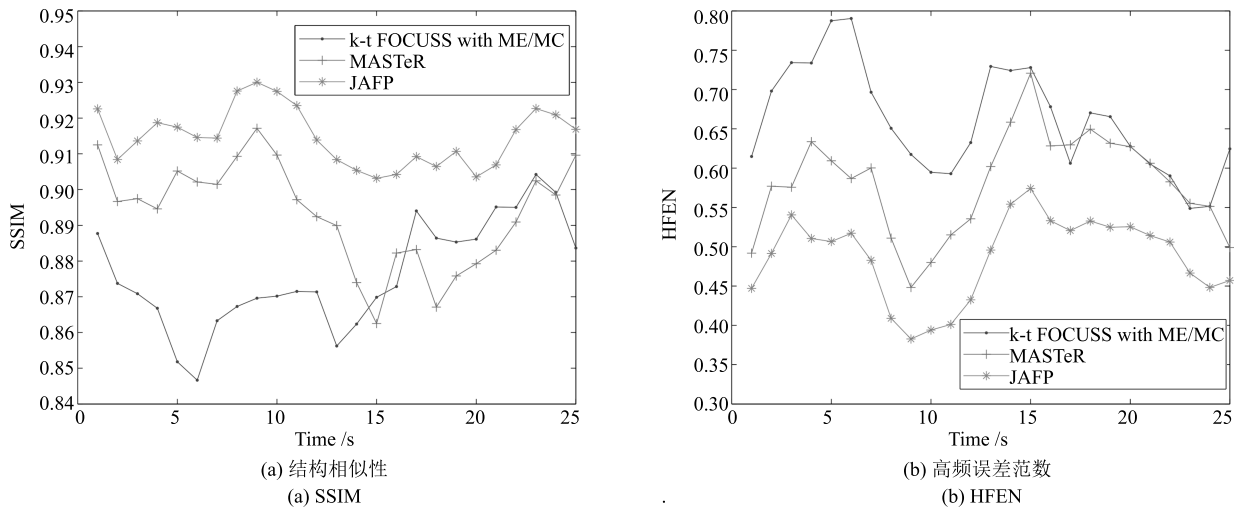 0.95
0.94
0.93
0.92
0.91
0.90
0.89
0.88
0.87
0.86
0.85
0.84
SSIM
k-t FOCUSS with ME/MC
MASTeR
JAFP
0 5 10 15 20 25
Time /s
(a) 结构相似性
(a) SSIM
0.80
0.75
0.70
0.65
0.60
0.55
0.50
0.45
0.40
0.35
0.30
HFEN
k-t FOCUSS with ME/MC
MASTeR
JAFP
0 5 10 15 20 25
Time /s
(b) 高频误差范数
(b) HFEN